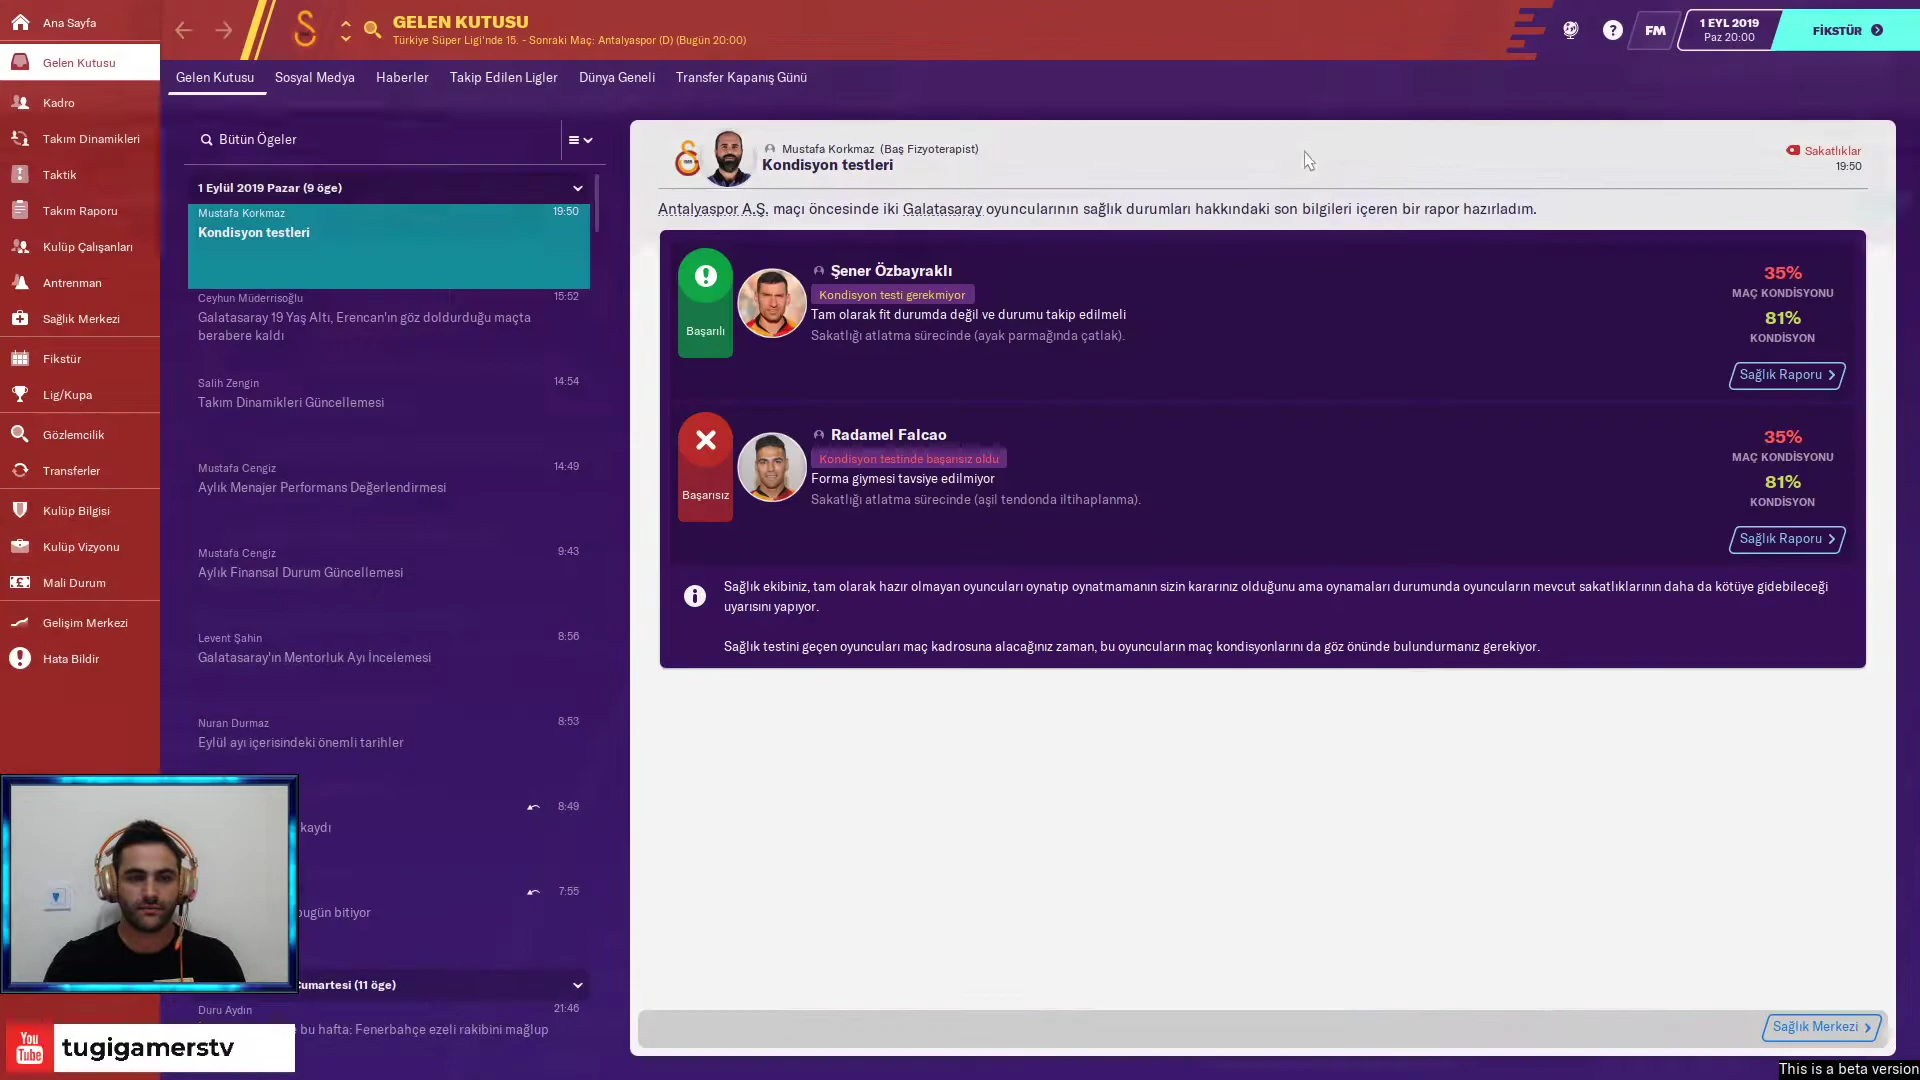 Ana Sayfa
Gelen Kutusu
Kadro
Takım Dinamikleri
Taktik
Takım Raporu
Kulüp Çalışanları
Antrenman
Sağlık Merkezi
Fikstür
Lig/Kupa
Gözlemcilik
Transferler
Kulüp Bilgisi
Kulüp Vizyonu
Mali Durum
Gelişim Merkezi
Hata Bildir
GELEN KUTUSU
Türkiye Süper Ligi'nde 15. - Sonraki Maç: Antalyaspor (D) (Bugün 20:00)
FM
1 EYL 2019
Paz 20:00
FİKSTÜR
Gelen Kutusu Sosyal Medya Haberler Takip Edilen Ligler Dünya Geneli Transfer Kapanış Günü
Bütün Ögeler
1 Eylül 2019 Pazar (9 öge)
Mustafa Korkmaz 19:50
Kondisyon testleri
Ceyhun Müderrisoğlu 15:52
Galatasaray 19 Yaş Altı, Erencan'ın göz doldurduğu maçta
berabere kaldı
Salih Zengin 14:54
Takım Dinamikleri Güncellemesi
Mustafa Cengiz 14:49
Aylık Menajer Performans Değerlendirmesi
Mustafa Cengiz 9:43
Aylık Finansal Durum Güncellemesi
Levent Şahin 8:56
Galatasaray'ın Mentorluk Ayı İncelemesi
Nuran Durmaz 8:53
Eylül ayı içerisindeki önemli tarihler
8:49
kaydı
7:55
bugün bitiyor
Cumartesi (11 öge)
Duru Aydın 21:46
bu hafta: Fenerbahçe ezeli rakibini mağlup
Mustafa Korkmaz (Baş Fizyoterapist)
Kondisyon testleri
Sakatlıklar
19:50
Antalyaspor A.Ş. maçı öncesinde iki Galatasaray oyuncularının sağlık durumları hakkındaki son bilgileri içeren bir rapor hazırladım.
Başarılı
Şener Özbayraklı
Kondisyon testi gerekmiyor
Tam olarak fit durumda değil ve durumu takip edilmeli
Sakatlığı atlatma sürecinde (ayak parmağında çatlak).
35%
MAÇ KONDİSYONU
81%
KONDİSYON
Sağlık Raporu
Başarısız
Radamel Falcao
Kondisyon testinde başarısız oldu
Forma giymesi tavsiye edilmiyor
Sakatlığı atlatma sürecinde (aşil tendonda iltihaplanma).
35%
MAÇ KONDİSYONU
81%
KONDİSYON
Sağlık Raporu
Sağlık ekibiniz, tam olarak hazır olmayan oyuncuları oynatıp oynatmamanın sizin kararınız olduğunu ama oynamaları durumunda oyuncuların mevcut sakatlıklarının daha da kötüye gidebileceği
uyarısını yapıyor.
Sağlık testini geçen oyuncuları maç kadrosuna alacağınız zaman, bu oyuncuların maç kondisyonlarını da göz önünde bulundurmanız gerekiyor.
Sağlık Merkezi
You
Tube
tugigamerstv
This is a beta version